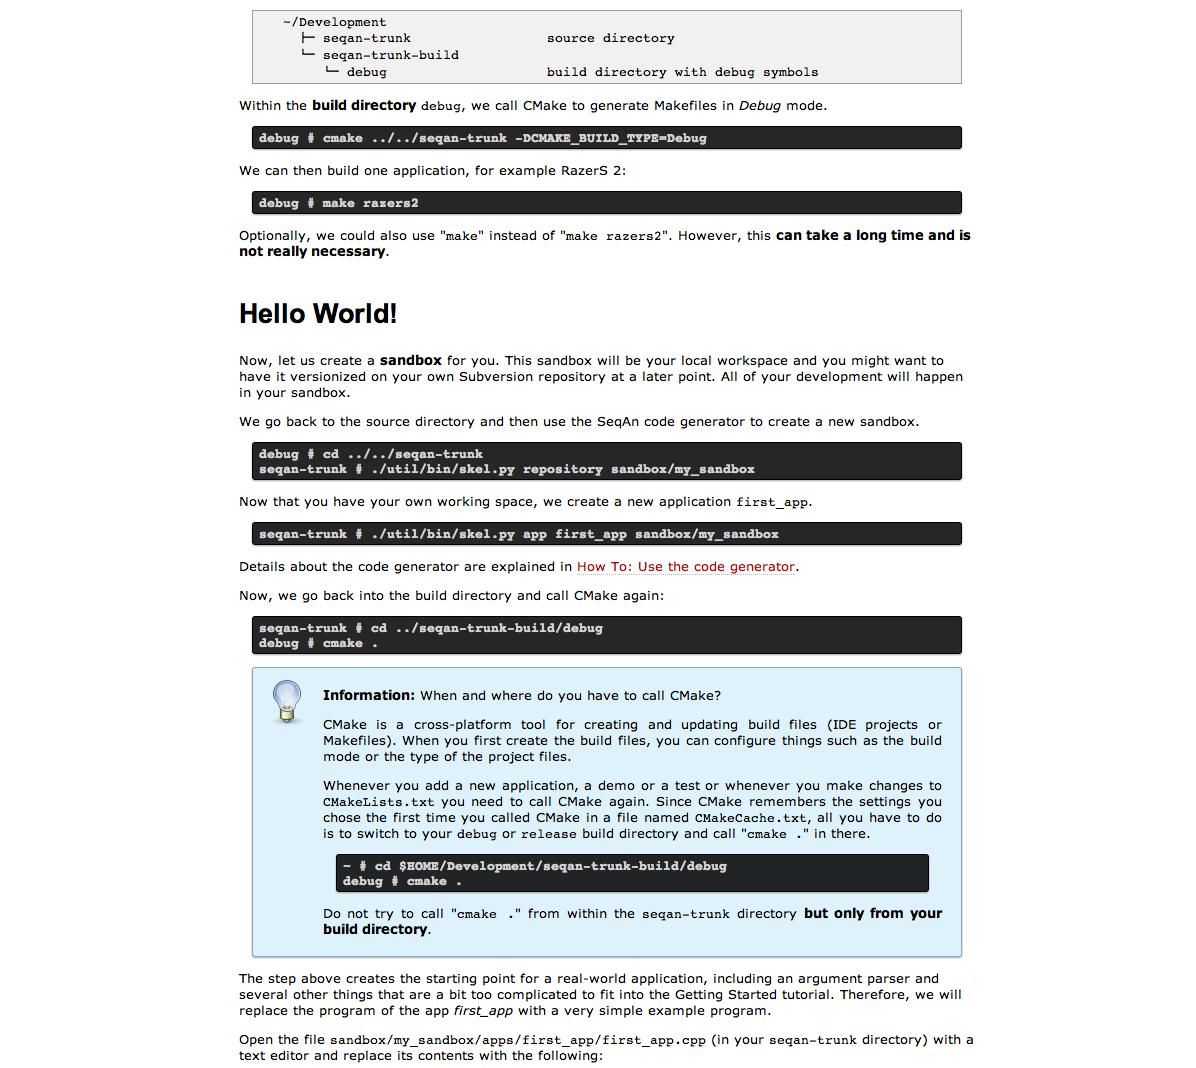 ~/Development
├─ seqan-trunk source directory
└─ seqan-trunk-build
└─ debug build directory with debug symbols
Within the build directory debug, we call CMake to generate Makefiles in Debug mode.
debug # cmake ../../seqan-trunk -DCMAKE_BUILD_TYPE=Debug
We can then build one application, for example RazerS 2:
debug # make razers2
Optionally, we could also use "make" instead of "make razers2". However, this can take a long time and is
not really necessary.
Hello World!
Now, let us create a sandbox for you. This sandbox will be your local workspace and you might want to
have it versionized on your own Subversion repository at a later point. All of your development will happen
in your sandbox.
We go back to the source directory and then use the SeqAn code generator to create a new sandbox.
debug # cd ../../seqan-trunk
seqan-trunk # ./util/bin/skel.py repository sandbox/my_sandbox
Now that you have your own working space, we create a new application first_app.
seqan-trunk # ./util/bin/skel.py app first_app sandbox/my_sandbox
Details about the code generator are explained in How To: Use the code generator.
Now, we go back into the build directory and call CMake again:
seqan-trunk # cd ../seqan-trunk-build/debug
debug # cmake .
Information: When and where do you have to call CMake?
CMake is a cross-platform tool for creating and updating build files (IDE projects or
Makefiles). When you first create the build files, you can configure things such as the build
mode or the type of the project files.
Whenever you add a new application, a demo or a test or whenever you make changes to
CMakeLists.txt you need to call CMake again. Since CMake remembers the settings you
chose the first time you called CMake in a file named CMakeCache.txt, all you have to do
is to switch to your debug or release build directory and call "cmake ." in there.
~ # cd $HOME/Development/seqan-trunk-build/debug
debug # cmake .
Do not try to call "cmake ." from within the seqan-trunk directory but only from your
build directory.
The step above creates the starting point for a real-world application, including an argument parser and
several other things that are a bit too complicated to fit into the Getting Started tutorial. Therefore, we will
replace the program of the app first_app with a very simple example program.
Open the file sandbox/my_sandbox/apps/first_app/first_app.cpp (in your seqan-trunk directory) with a
text editor and replace its contents with the following: